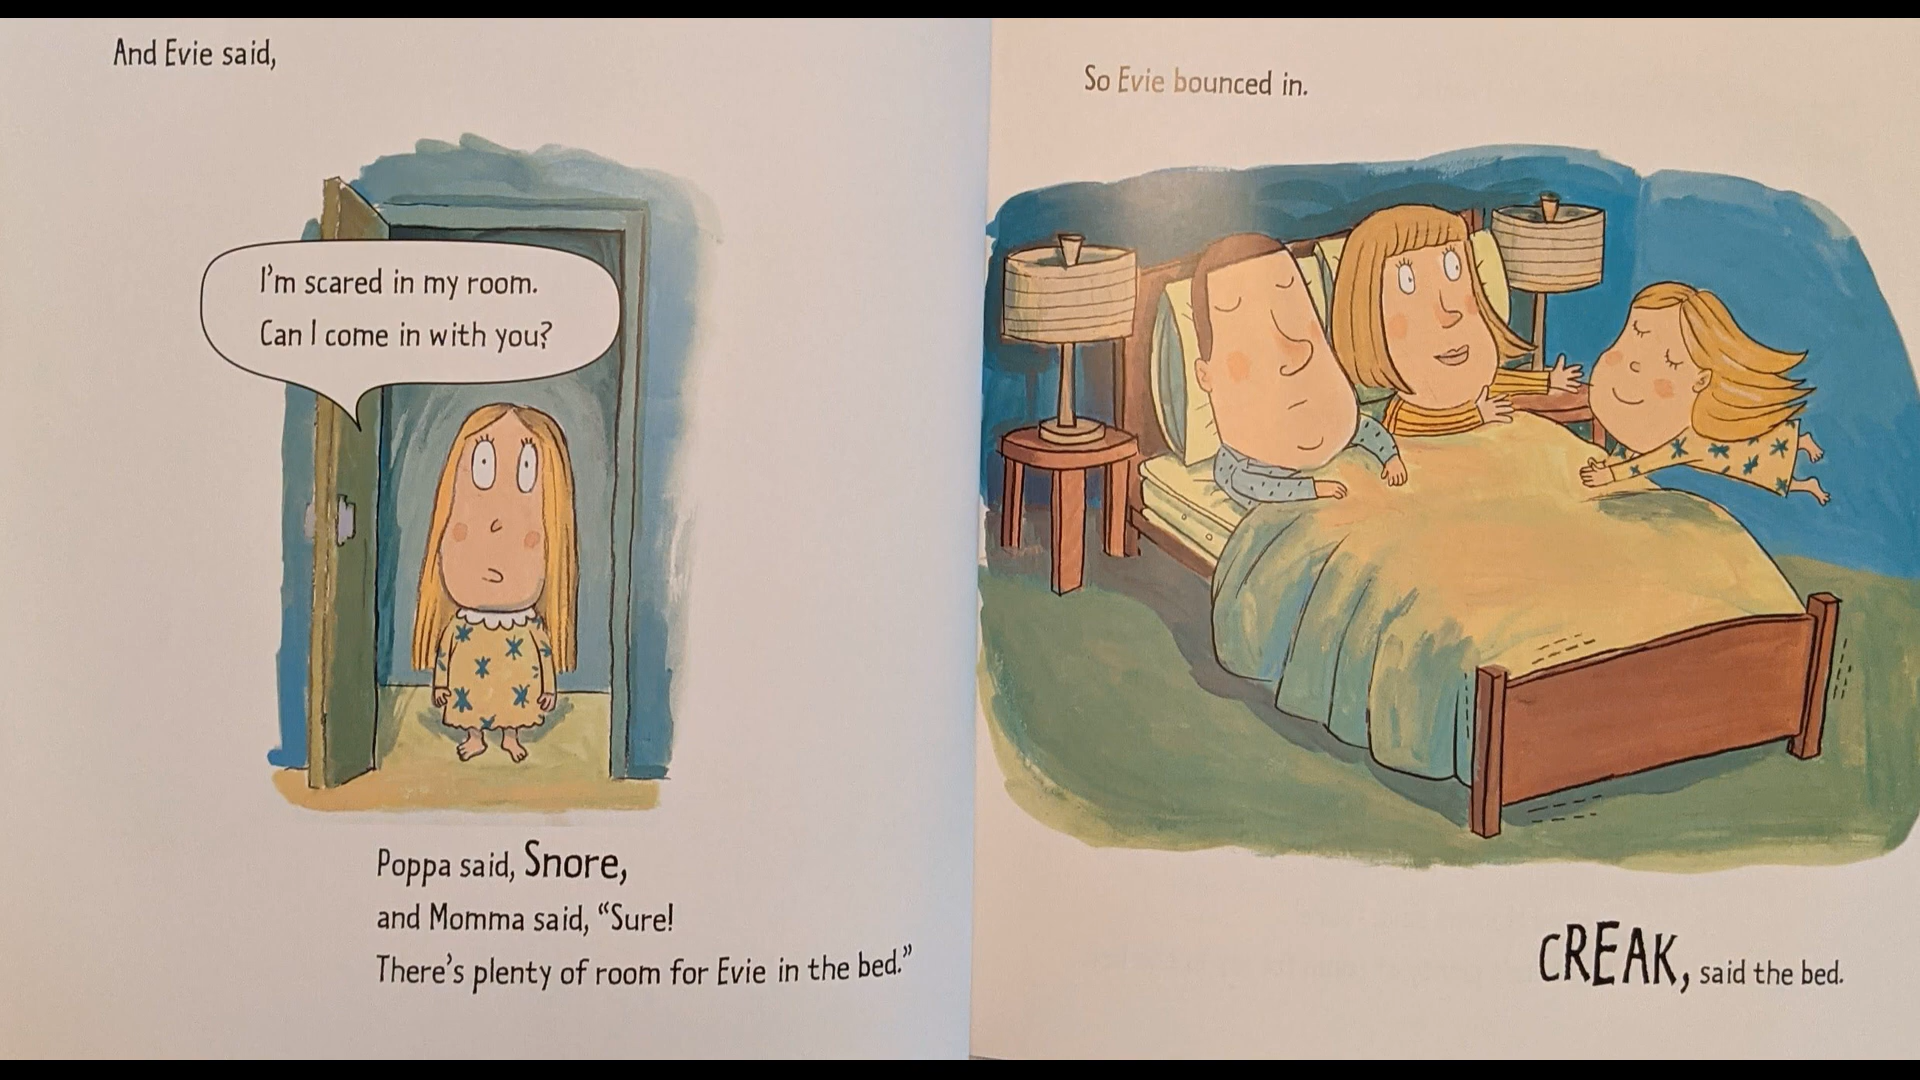 And Evie said,
I'm scared in my room.
Can I come in with you?
Poppa said, Snore,
and Momma said, “Sure!
There's plenty of room for Evie in the bed.”
So Evie bounced in.
CREAK, said the bed.